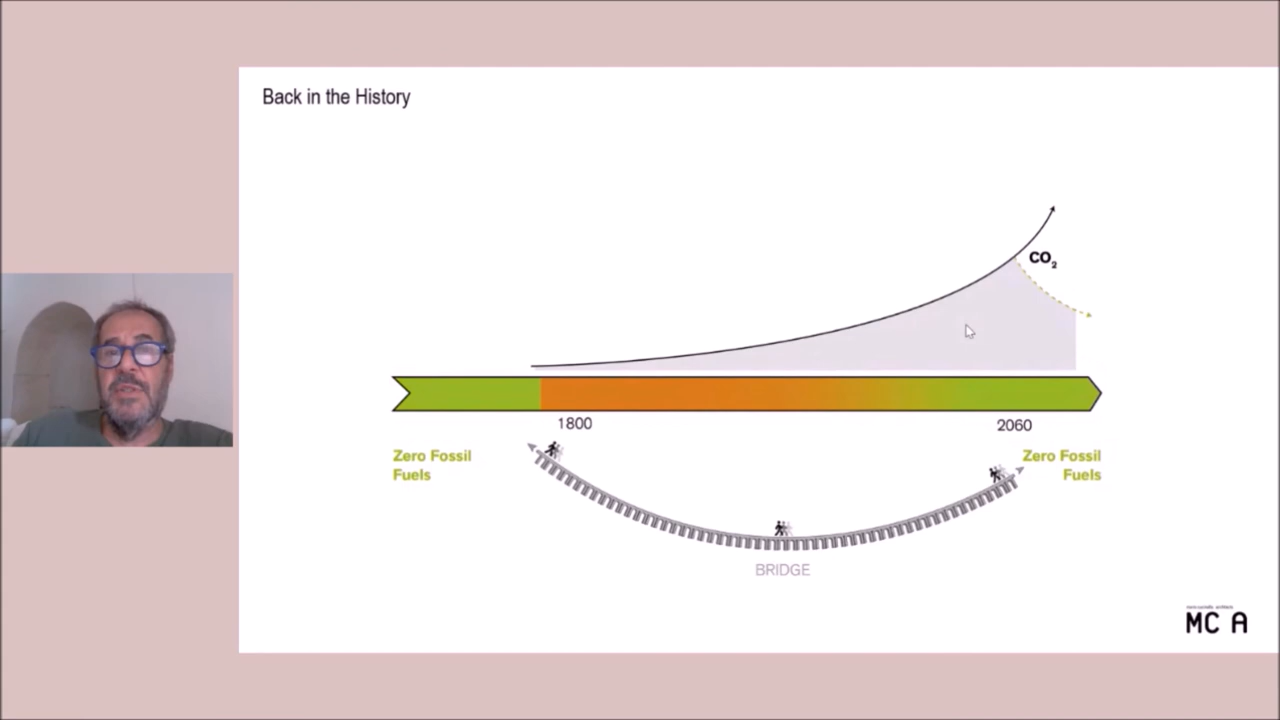 Back in the History
CO2
1800
2060
Zero Fossil
Fuels
Zero Fossil
Fuels
BRIDGE
MC A